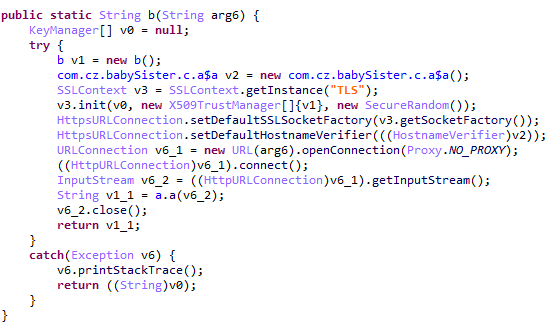 public static String b(String arg6) {
    KeyManager[] v0 = null;
    try {
        b v1 = new b();
        com.cz.babySister.c.a$a v2 = new com.cz.babySister.c.a$a();
        SSLContext v3 = SSLContext.getInstance("TLS");
        v3.init(v0, new X509TrustManager[]{v1}, new SecureRandom());
        HttpsURLConnection.setDefaultSSLSocketFactory(v3.getSocketFactory());
        HttpsURLConnection.setDefaultHostnameVerifier(((HostnameVerifier)v2));
        URLConnection v6_1 = new URL(arg6).openConnection(Proxy.NO_PROXY);
        ((HttpURLConnection)v6_1).connect();
        InputStream v6_2 = ((HttpURLConnection)v6_1).getInputStream();
        String v1_1 = a.a(v6_2);
        v6_2.close();
        return v1_1;
    }
    catch(Exception v6) {
        v6.printStackTrace();
        return ((String)v0);
    }
}